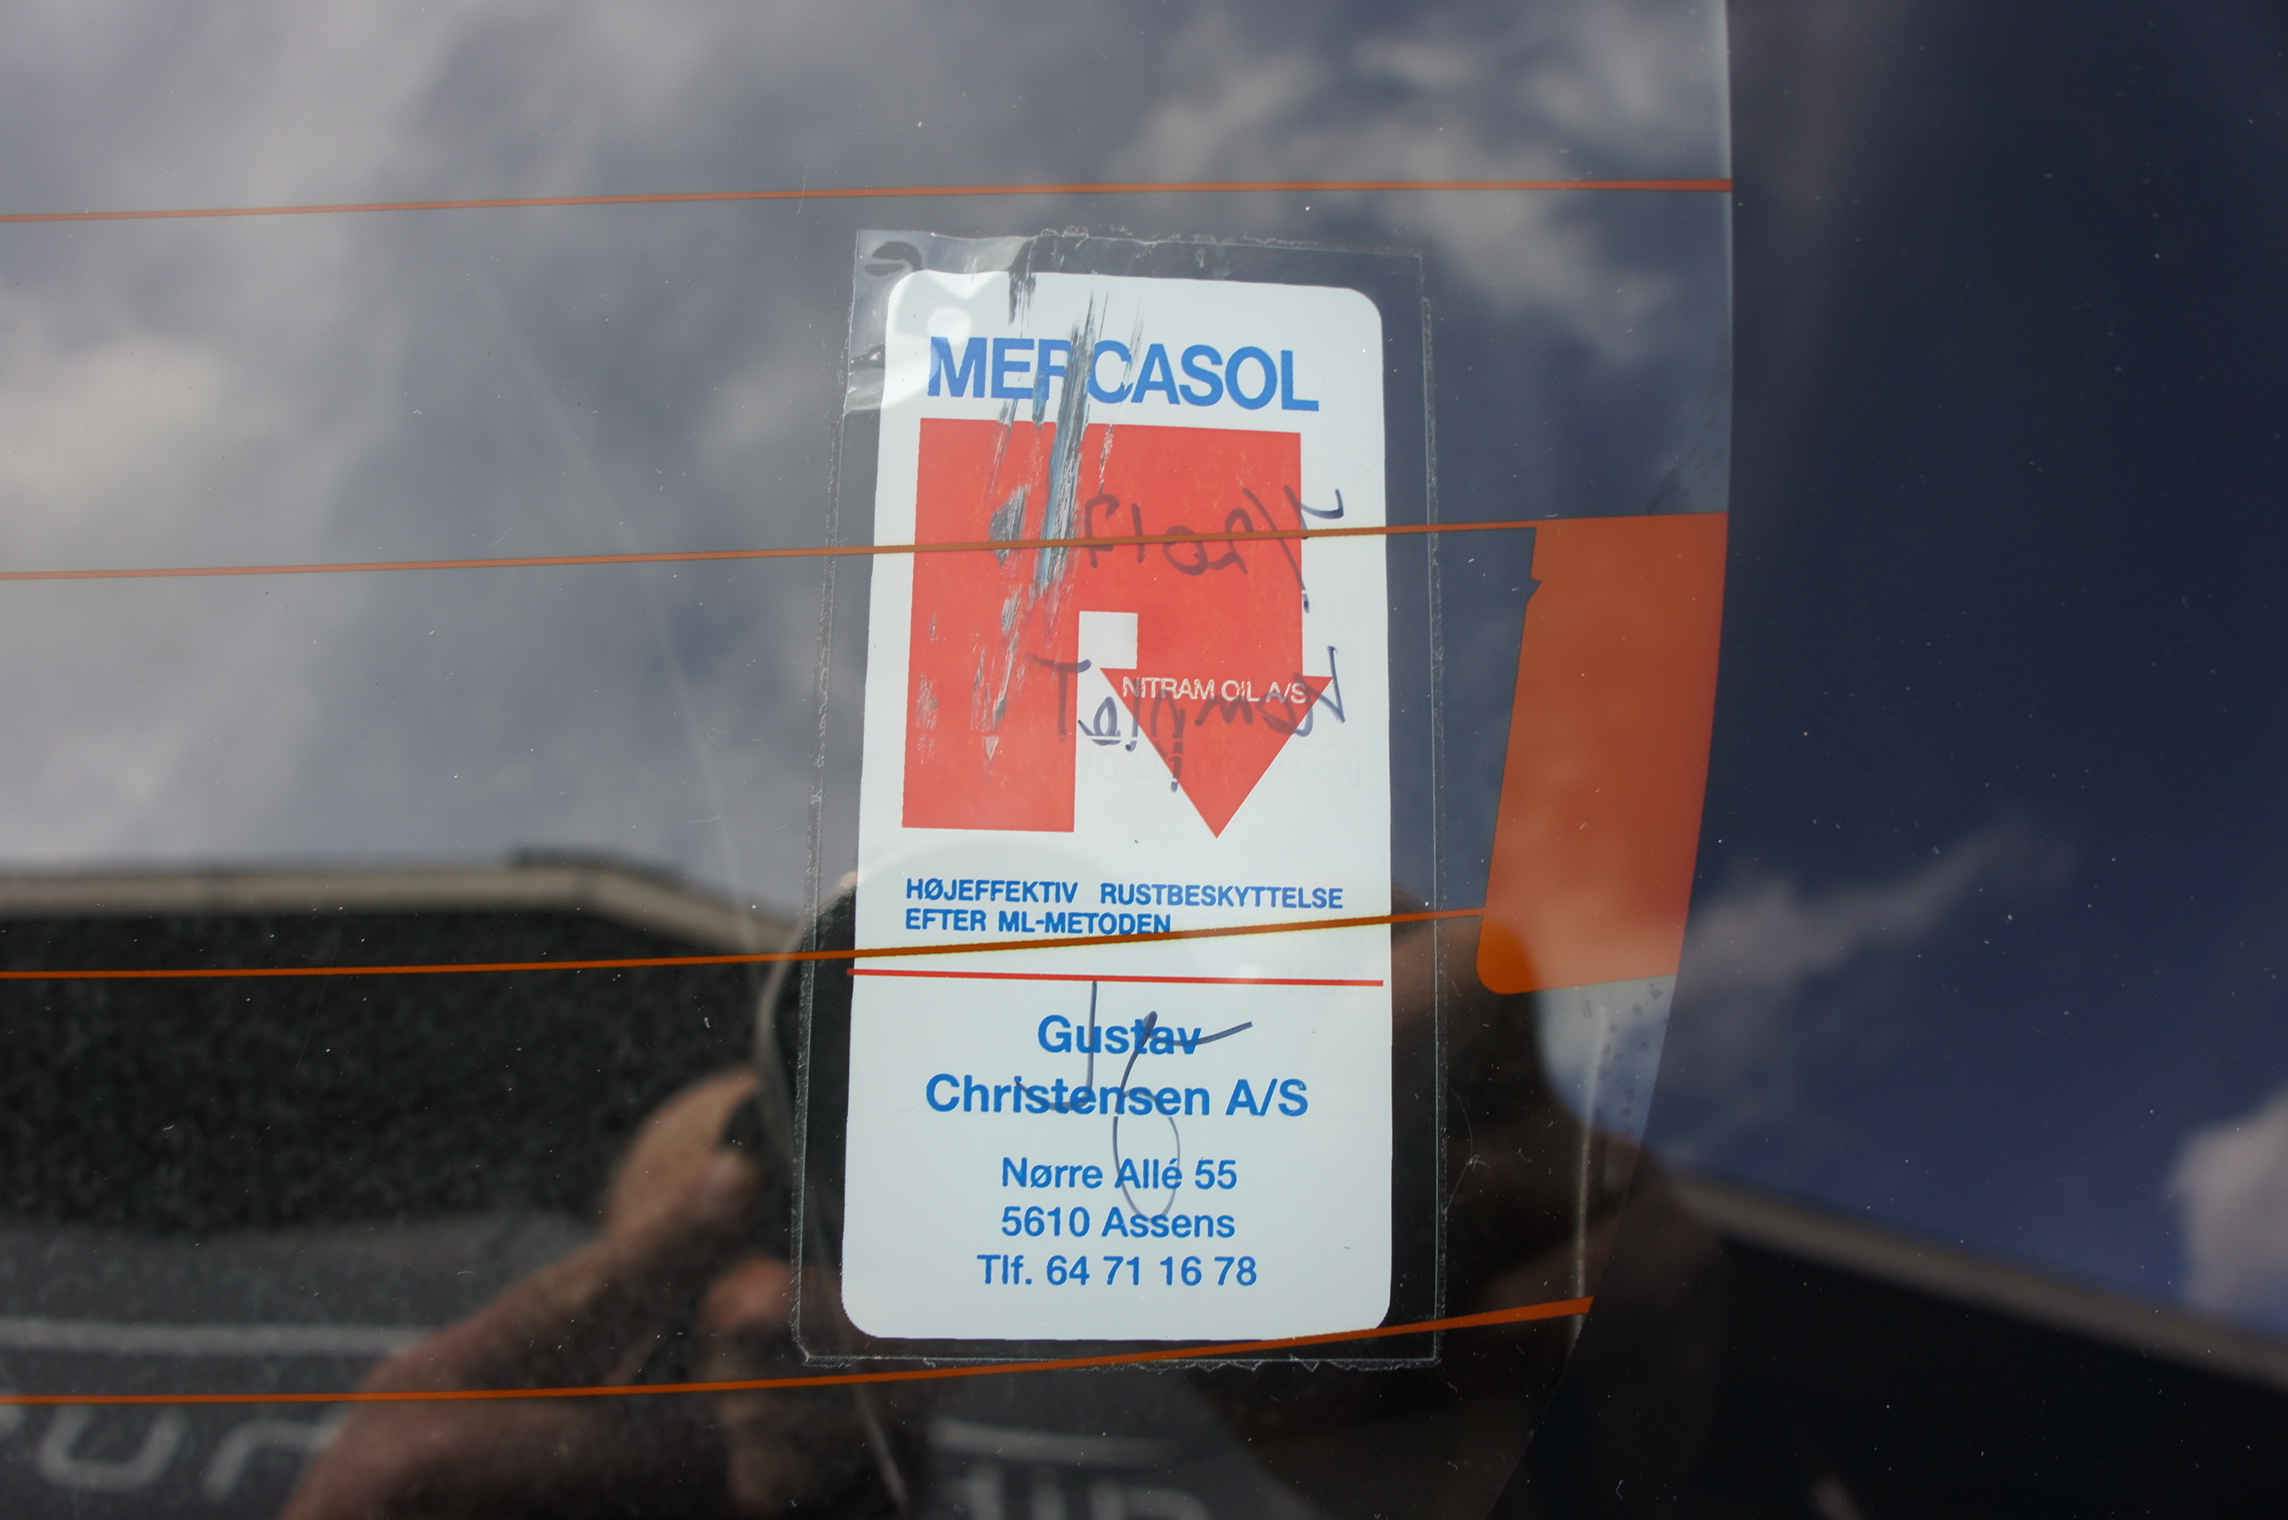 MERCASOL
NITRAM OIL A/S
HØJEFFEKTIV RUSTBESKYTTELSE
EFTER ML-METODEN
Gustav
Christensen A/S
Nørre Allé 55
5610 Assens
Tlf. 64 71 16 78